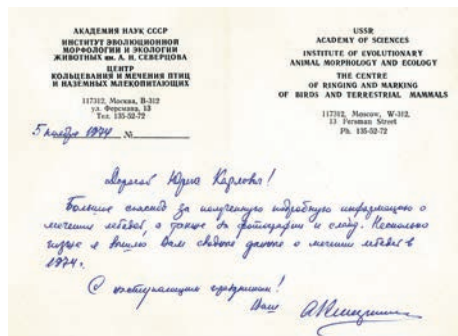 АКАДЕМИЯ НАУК СССР
ИНСТИТУТ ЭВОЛЮЦИОННОЙ
МОРФОЛОГИИ И ЭКОЛОГИИ
ЖИВОТНЫХ им. А. Н. СЕВЕРЦОВА
ЦЕНТР
КОЛЬЦЕВАНИЯ И МЕЧЕНИЯ ПТИЦ
И НАЗЕМНЫХ МЛЕКОПИТАЮЩИХ
117312, Москва, В-312
ул. Ферсмана, 13
Тел. 135-52-72
USSR
ACADEMY OF SCIENCES
INSTITUTE OF EVOLUTIONARY
ANIMAL MORPHOLOGY AND ECOLOGY
THE CENTRE
OF RINGING AND MARKING
OF BIRDS AND TERRESTRIAL MAMMALS
117312, Moscow, W-312,
13 Fersman Street
Ph. 135-52-72
5 ноября 1974 №
Дорогой Юрис Карлович!
Большое спасибо за полученную подробную информацию о
мечении лебедей, а также за фотографии и слайд. Несколько
позже я вышлю Вам сводные данные о мечении лебедей в
1974 г.
С наступающим праздником!
Ваш